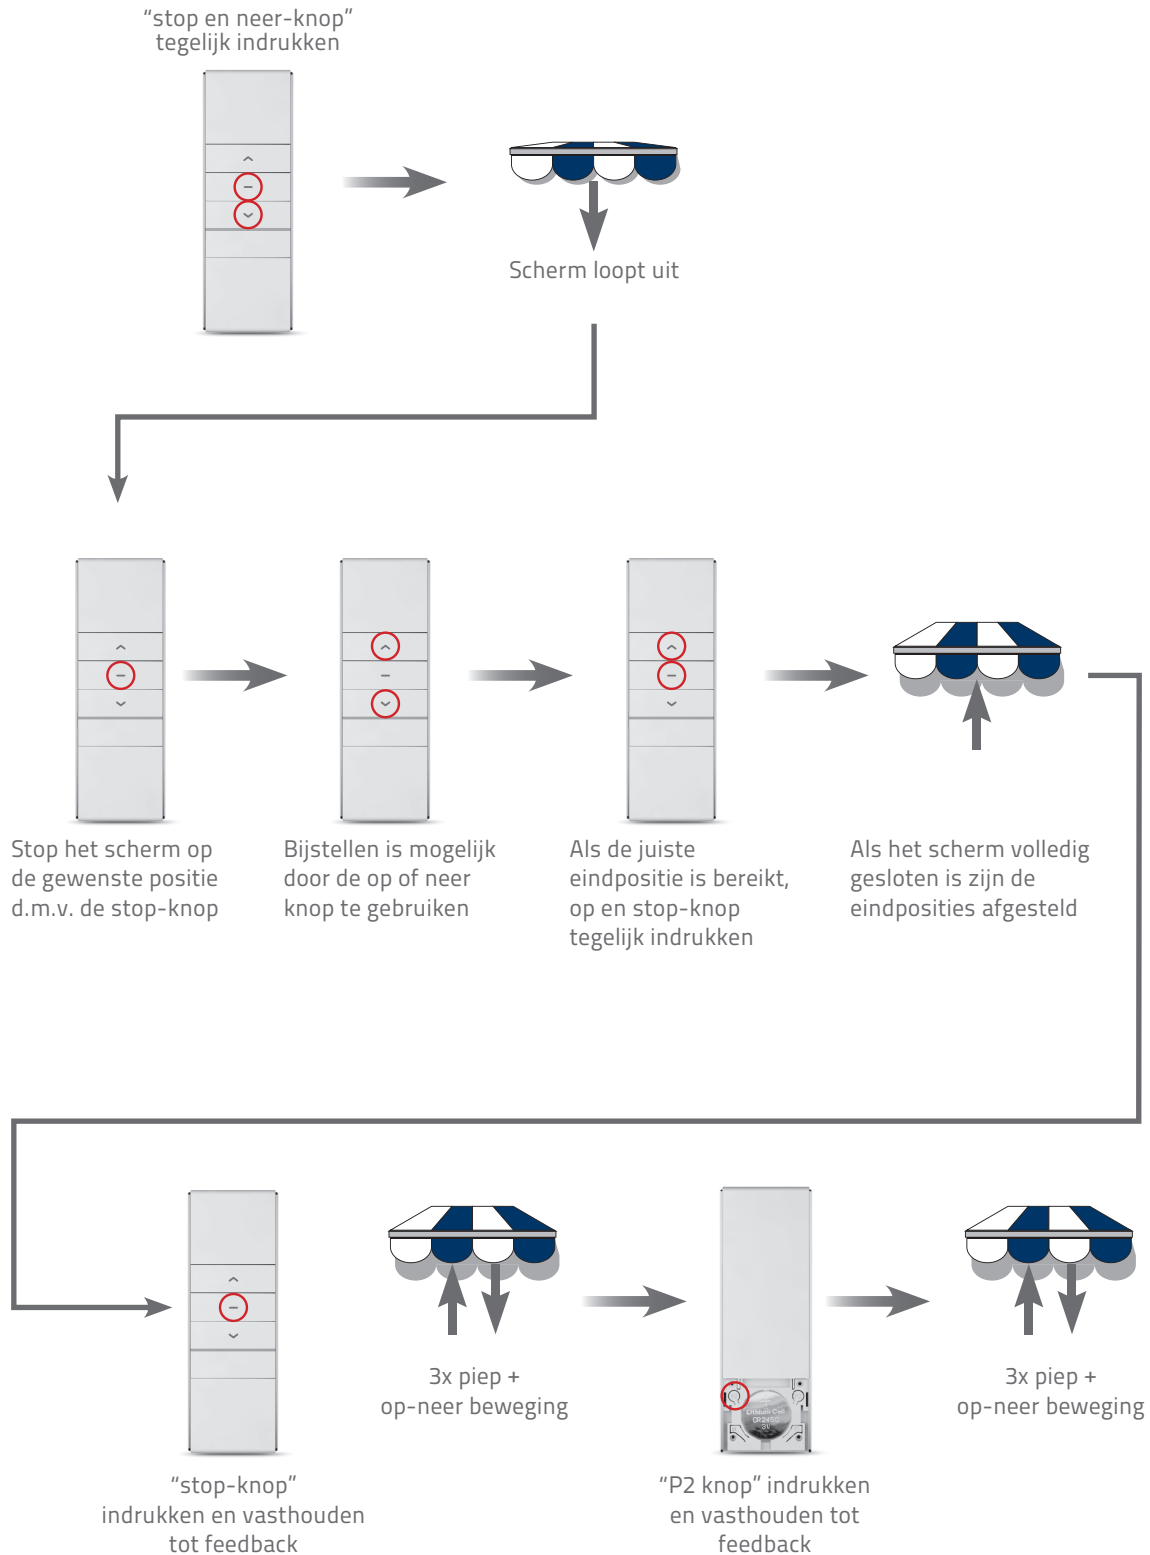 “stop en neer-knop”
tegelijk indrukken
Scherm loopt uit
Stop het scherm op
de gewenste positie
d.m.v. de stop-knop
Bijstellen is mogelijk
door de op of neer
knop te gebruiken
Als de juiste
eindpositie is bereikt,
op en stop-knop
tegelijk indrukken
Als het scherm volledig
gesloten is zijn de
eindposities afgesteld
“stop-knop”
indrukken en vasthouden
tot feedback
3x piep +
op-neer beweging
Lithium Cell
3V
“P2 knop” indrukken
en vasthouden tot
feedback
3x piep +
op-neer beweging